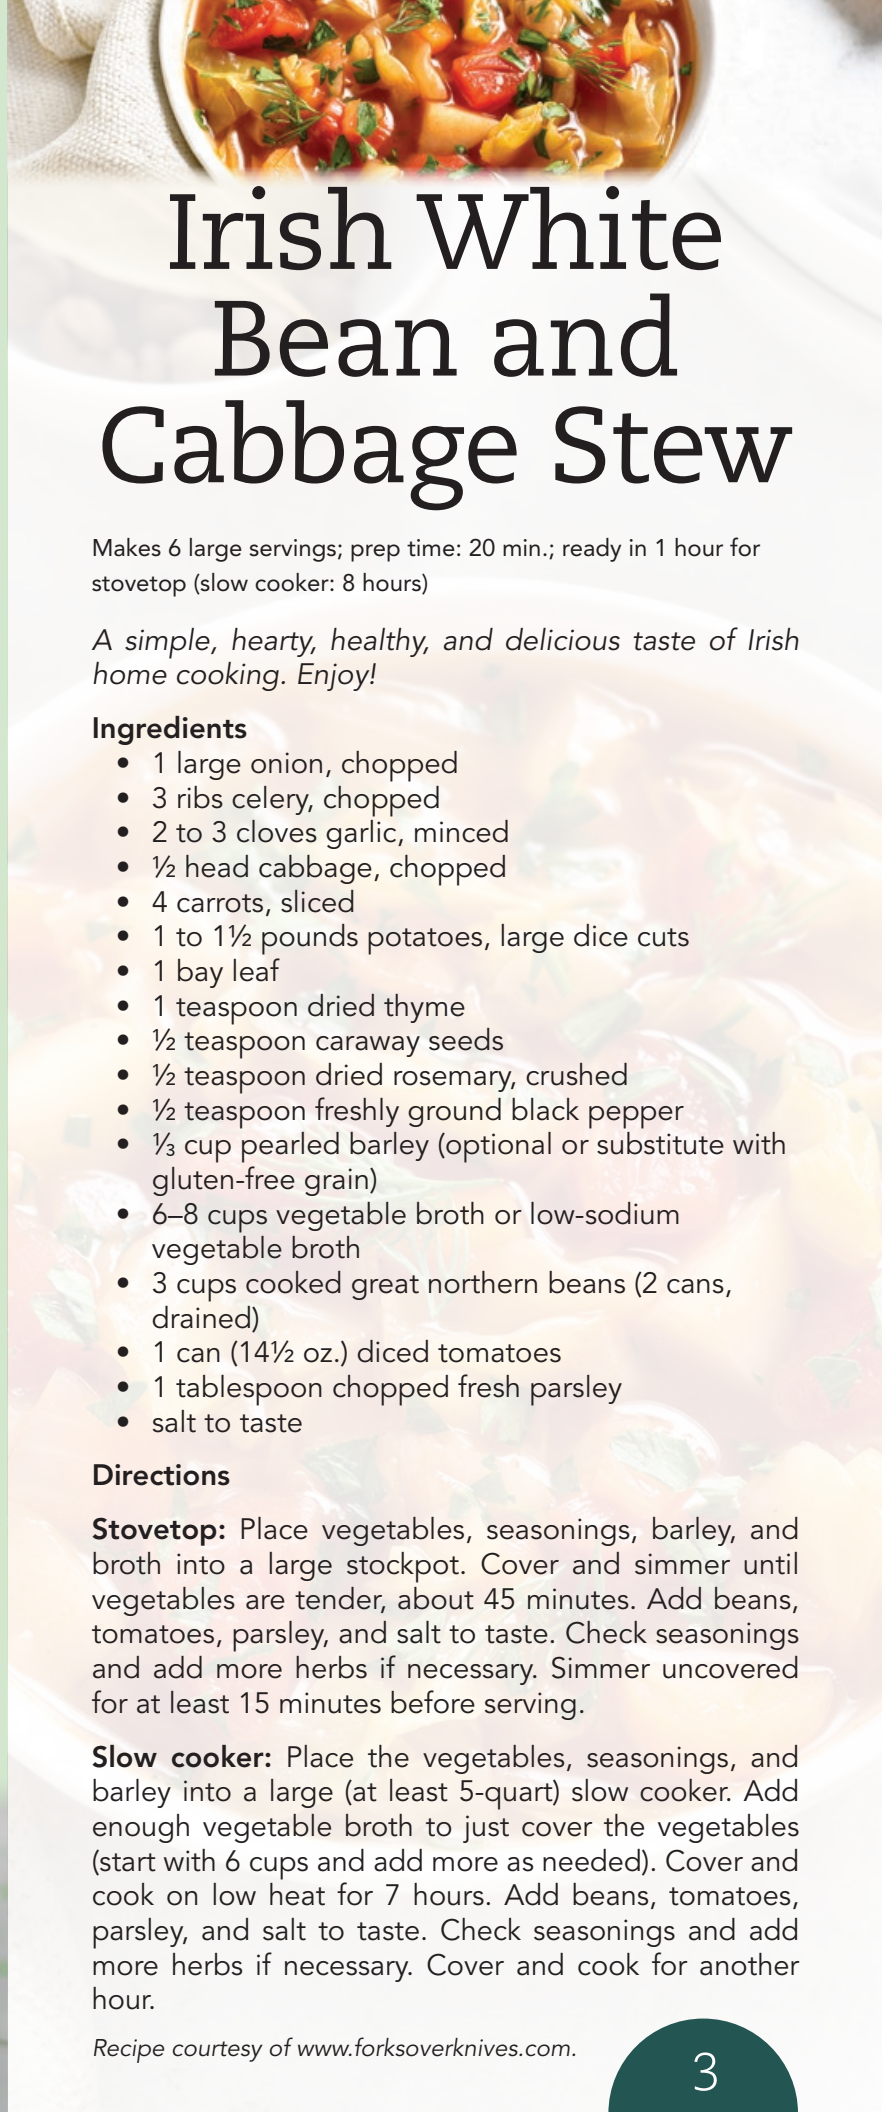 Irish White
Bean and
Cabbage Stew
Makes 6 large servings; prep time: 20 min.; ready in 1 hour for
stovetop (slow cooker: 8 hours)
A simple, hearty, healthy, and delicious taste of Irish
home cooking. Enjoy!
Ingredients
• 1 large onion, chopped
• 3 ribs celery, chopped
• 2 to 3 cloves garlic, minced
• ½ head cabbage, chopped
• 4 carrots, sliced
• 1 to 1½ pounds potatoes, large dice cuts
• 1 bay leaf
• 1 teaspoon dried thyme
• ½ teaspoon caraway seeds
• ½ teaspoon dried rosemary, crushed
• ½ teaspoon freshly ground black pepper
• ⅓ cup pearled barley (optional or substitute with
gluten-free grain)
• 6–8 cups vegetable broth or low-sodium
vegetable broth
• 3 cups cooked great northern beans (2 cans,
drained)
• 1 can (14½ oz.) diced tomatoes
• 1 tablespoon chopped fresh parsley
• salt to taste
Directions
Stovetop: Place vegetables, seasonings, barley, and
broth into a large stockpot. Cover and simmer until
vegetables are tender, about 45 minutes. Add beans,
tomatoes, parsley, and salt to taste. Check seasonings
and add more herbs if necessary. Simmer uncovered
for at least 15 minutes before serving.
Slow cooker: Place the vegetables, seasonings, and
barley into a large (at least 5-quart) slow cooker. Add
enough vegetable broth to just cover the vegetables
(start with 6 cups and add more as needed). Cover and
cook on low heat for 7 hours. Add beans, tomatoes,
parsley, and salt to taste. Check seasonings and add
more herbs if necessary. Cover and cook for another
hour.
Recipe courtesy of www.forksoverknives.com.
3